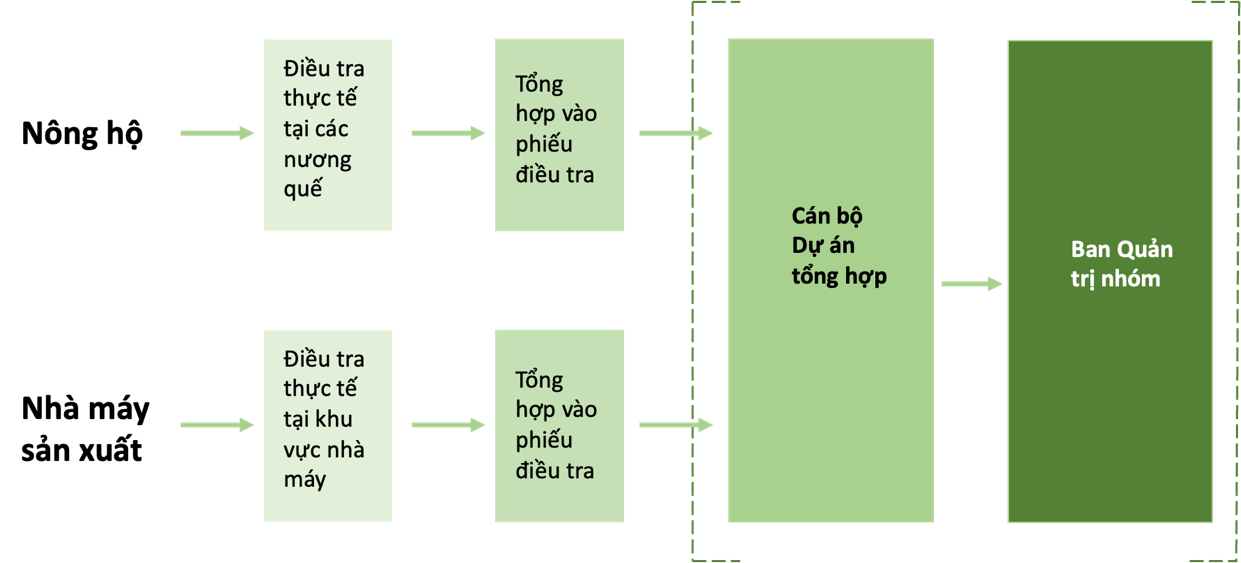 Nông hộ
Điều tra
thực tế
tại các
nương
quế
Tổng
hợp vào
phiếu
điều tra
Cán bộ
Dự án
tổng hợp
Ban Quản
trị nhóm
Nhà máy
sản xuất
Điều tra
thực tế
tại khu
vực nhà
máy
Tổng
hợp vào
phiếu
điều tra